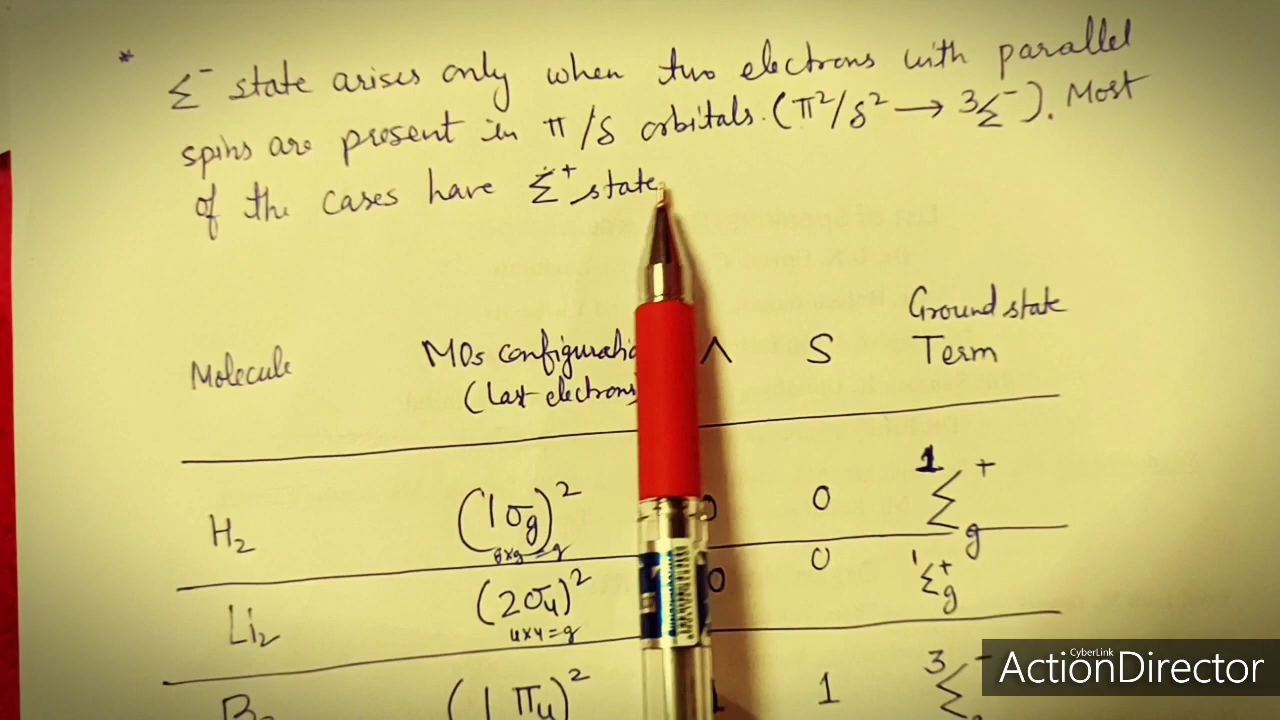 * Σ⁻ state arises only when two electrons with parallel
spins are present in π/δ orbitals. (π²/δ² → ³Σ⁻). Most
of the cases have Σ⁺ state
Molecule MOs configuratio Λ S Ground state Term
(last electrons)
H₂ (1σg)² 0 0 ¹Σg⁺
g×g=g
Li₂ (2σu)² 0 0 ¹Σg⁺
u×u=g
(1πu)² 1 ³Σ⁻
CyberLink
ActionDirector